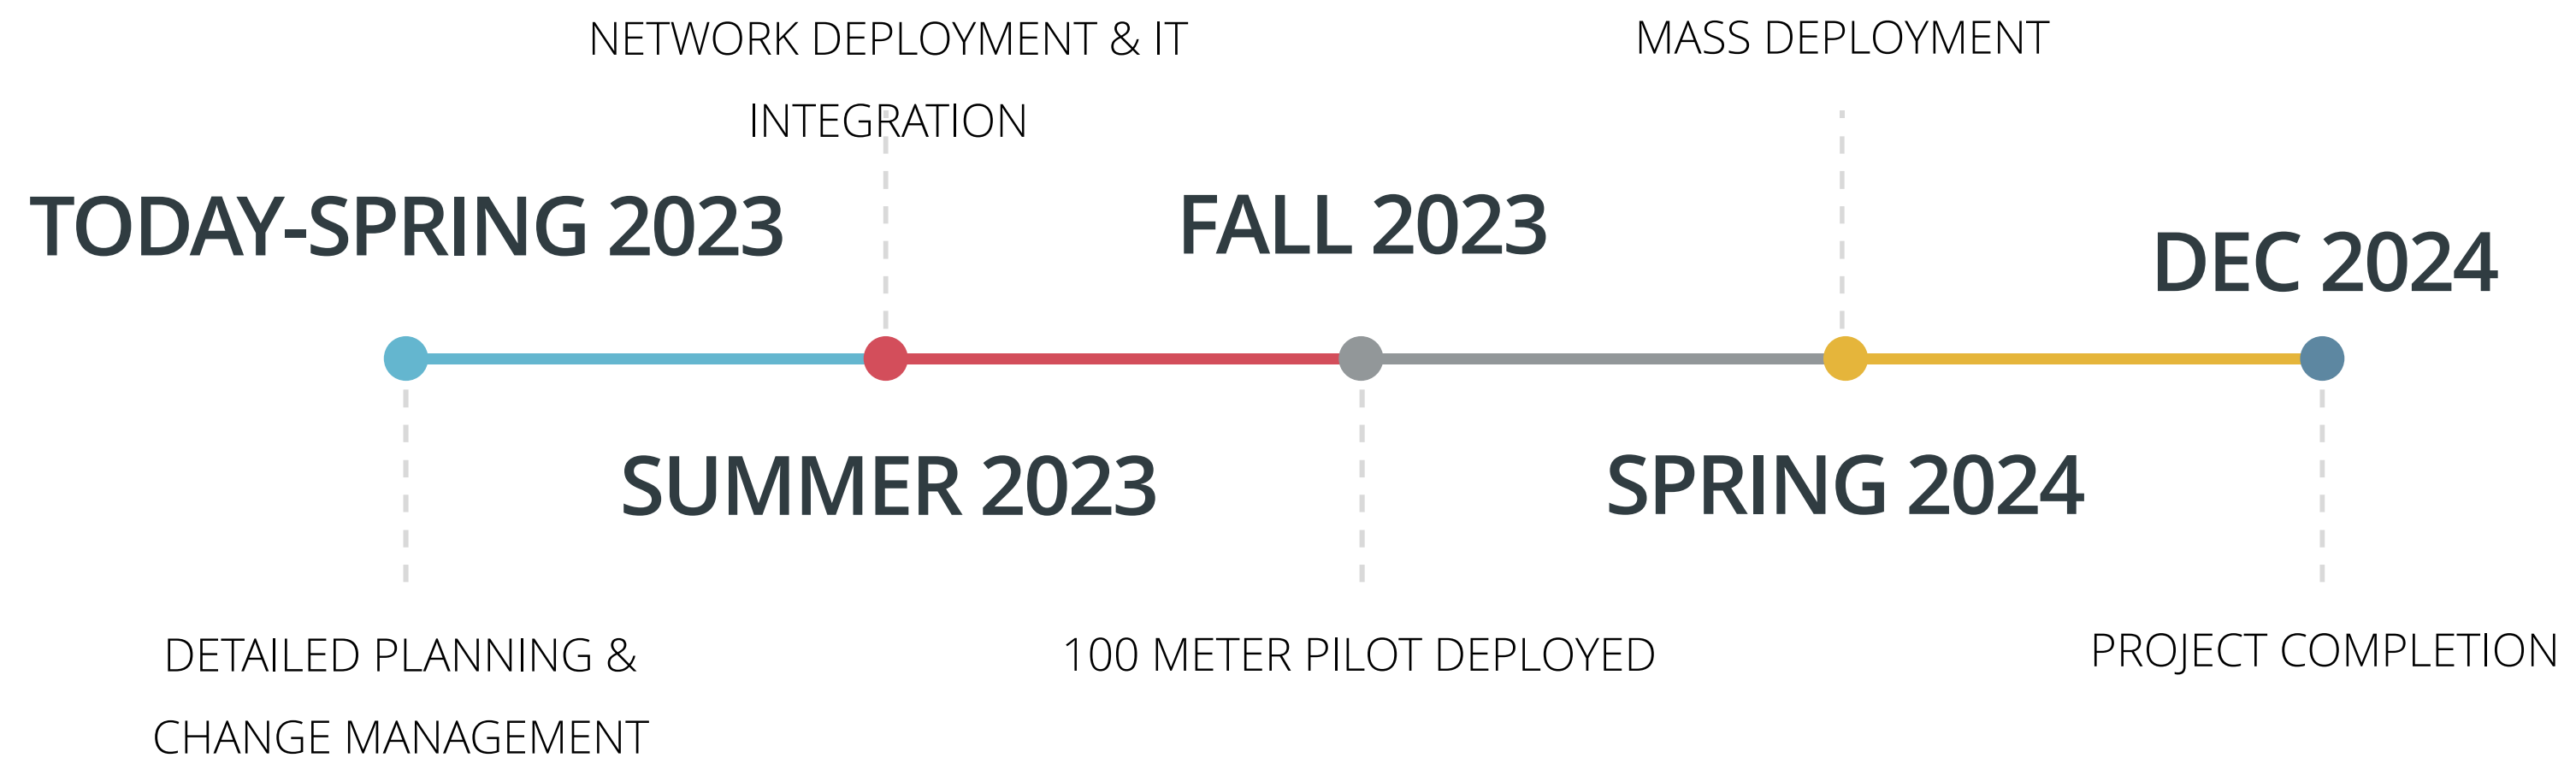 NETWORK DEPLOYMENT & IT
INTEGRATION
MASS DEPLOYMENT
TODAY-SPRING 2023
FALL 2023
DEC 2024
SUMMER 2023
SPRING 2024
DETAILED PLANNING &
CHANGE MANAGEMENT
100 METER PILOT DEPLOYED
PROJECT COMPLETION